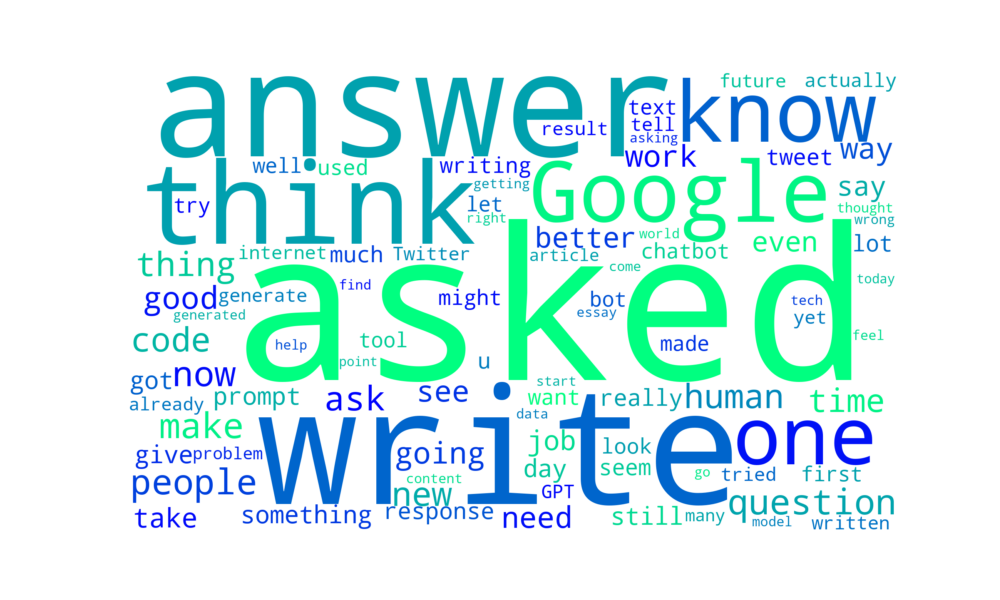 answer
future actually
know
text
result tell
asking
work tweet way
think
well used writing
getting
Google
say
try
let
right
thought
wrong
asked
better
world
chatbot even lot
internet much Twitter
article
thing
come
today
good generate
find
might
bot
essay
tech
yet
generated
code
help
tool
point
u
made
feel
got now
start
already prompt ask see
want really human time
write
data
make
one
give problem going
job
look
day seem
go
tried first
people
content
new
GPT
question
take something response need still many
model written